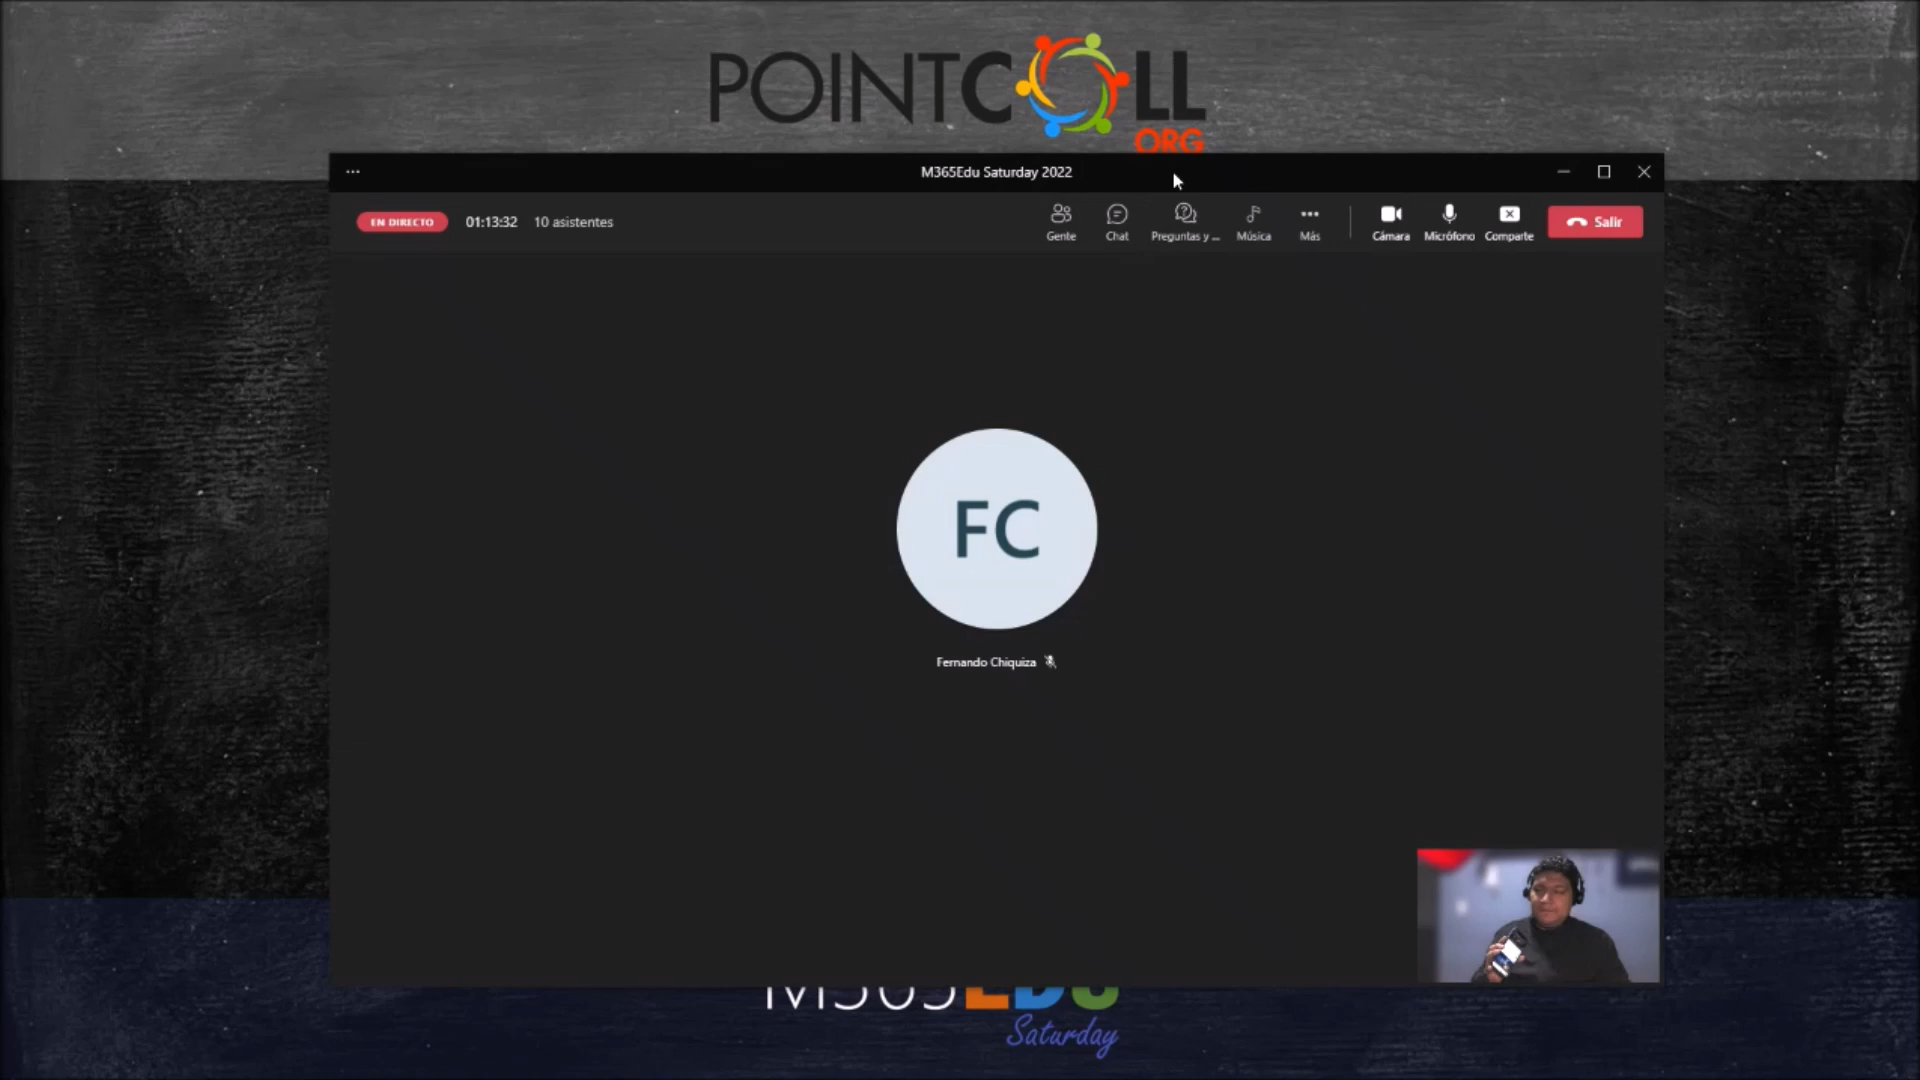 POINTCOLL
ORG
M365Edu Saturday 2022
EN DIRECTO 01:13:32 10 asistentes
Gente Chat Preguntas y ... Música Más Cámara Micrófono Comparte Salir
FC
Fernando Chiquiza
M365EDU
Saturday